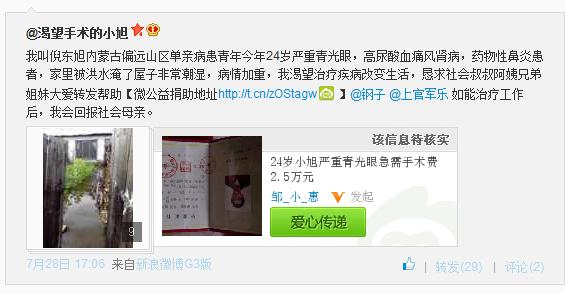 @渴望手术的小旭
我叫倪东旭内蒙古偏远山区单亲病患青年今年24岁严重青光眼，高尿酸血痛风肾病，药物性鼻炎患
者，家里被洪水淹了屋子非常潮湿，病情加重，我渴望治疗疾病改变生活，恳求社会叔叔阿姨兄弟
姐妹大爱转发帮助【微公益捐助地址http://t.cn/zOStagw 】@钢子 @上官军乐 如能治疗工作
后，我会回报社会母亲。
该信息待核实
24岁小旭严重青光眼急需手术费
2.5万元
邹_小_惠 发起
爱心传递
9
7月28日 17:06 来自新浪微博G3版
转发(29) | 评论(2)